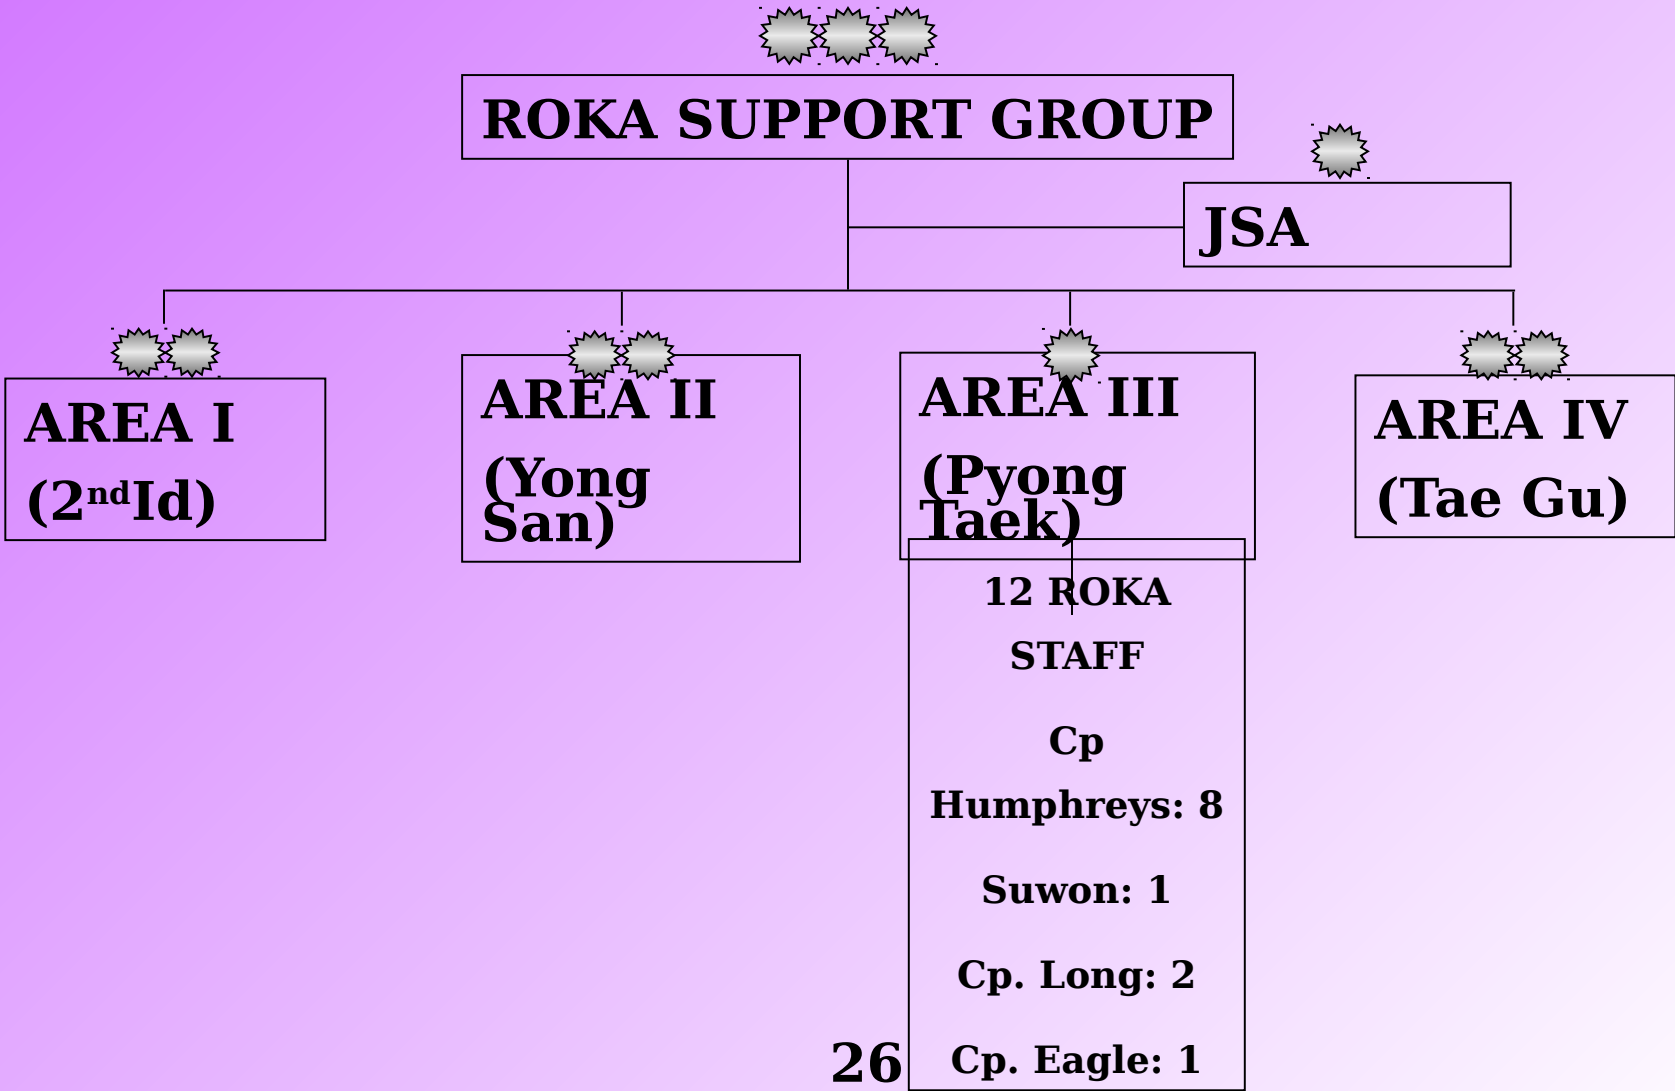 ROKA SUPPORT GROUP
JSA
AREA I
(2ndId)
AREA II
(Yong
San)
AREA III
(Pyong
Taek)
AREA IV
(Tae Gu)
12 ROKA
STAFF
Cp
Humphreys: 8
Suwon: 1
Cp. Long: 2
Cp. Eagle: 1
26